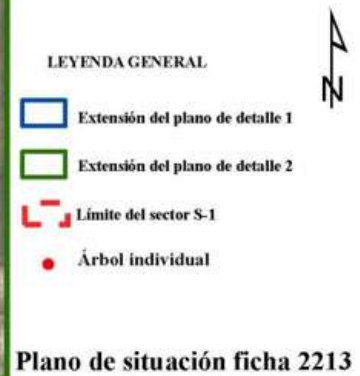 N
LEYENDA GENERAL
Extensión del plano de detalle 1
Extensión del plano de detalle 2
Límite del sector S-1
Árbol individual
Plano de situación ficha 2213